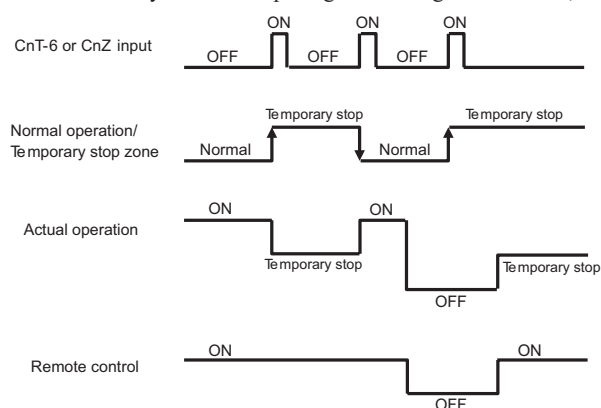 ON ON ON
CnT-6 or CnZ input
OFF OFF OFF
Temporary stop Temporary stop
Normal operation/
Temporary stop zone
Normal Normal
ON ON
Actual operation
Temporary stop Temporary stop
OFF
ON ON
Remote control
OFF